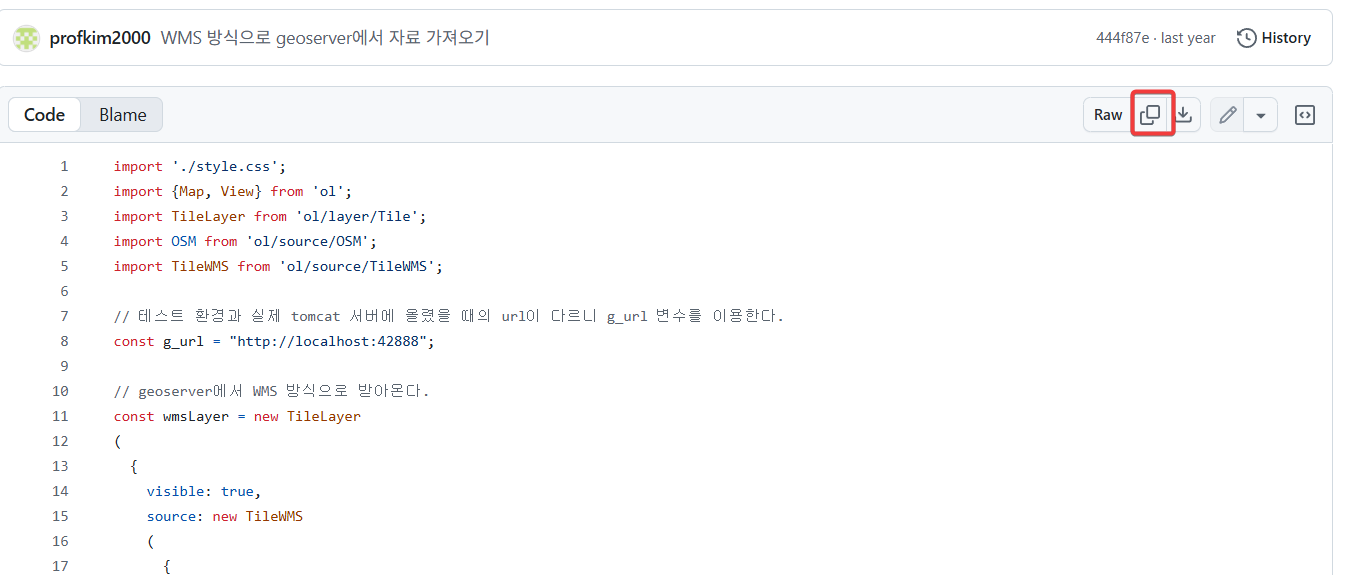 profkim2000 WMS 방식으로 geoserver에서 자료 가져오기 444f87e · last year History
Code Blame Raw
1 import './style.css';
2 import {Map, View} from 'ol';
3 import TileLayer from 'ol/layer/Tile';
4 import OSM from 'ol/source/OSM';
5 import TileWMS from 'ol/source/TileWMS';
6
7 // 테스트 환경과 실제 tomcat 서버에 올렸을 때의 url이 다르니 g_url 변수를 이용한다.
8 const g_url = "http://localhost:42888";
9
10 // geoserver에서 WMS 방식으로 받아온다.
11 const wmsLayer = new TileLayer
12 (
13   {
14     visible: true,
15     source: new TileWMS
16     (
17       {